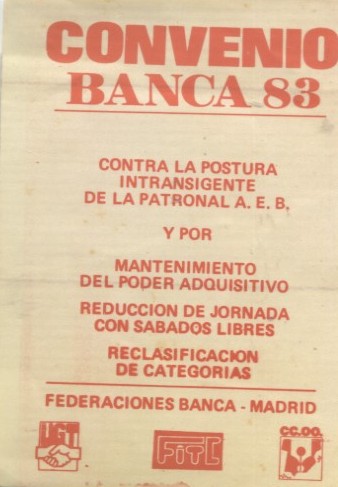 CONVENIO
BANCA 83
CONTRA LA POSTURA
INTRANSIGENTE
DE LA PATRONAL A. E. B.
Y POR
MANTENIMIENTO
DEL PODER ADQUISITIVO
REDUCCION DE JORNADA
CON SABADOS LIBRES
RECLASIFICACION
DE CATEGORIAS
FEDERACIONES BANCA - MADRID
UGT
FITC
CC.OO.